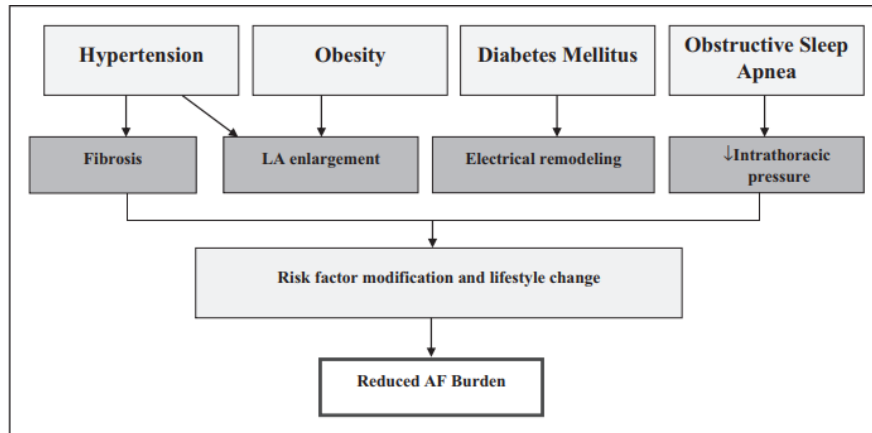 Hypertension
Obesity
Diabetes Mellitus
Obstructive Sleep
Apnea
Fibrosis
LA enlargement
Electrical remodeling
↓Intrathoracic
pressure
Risk factor modification and lifestyle change
Reduced AF Burden